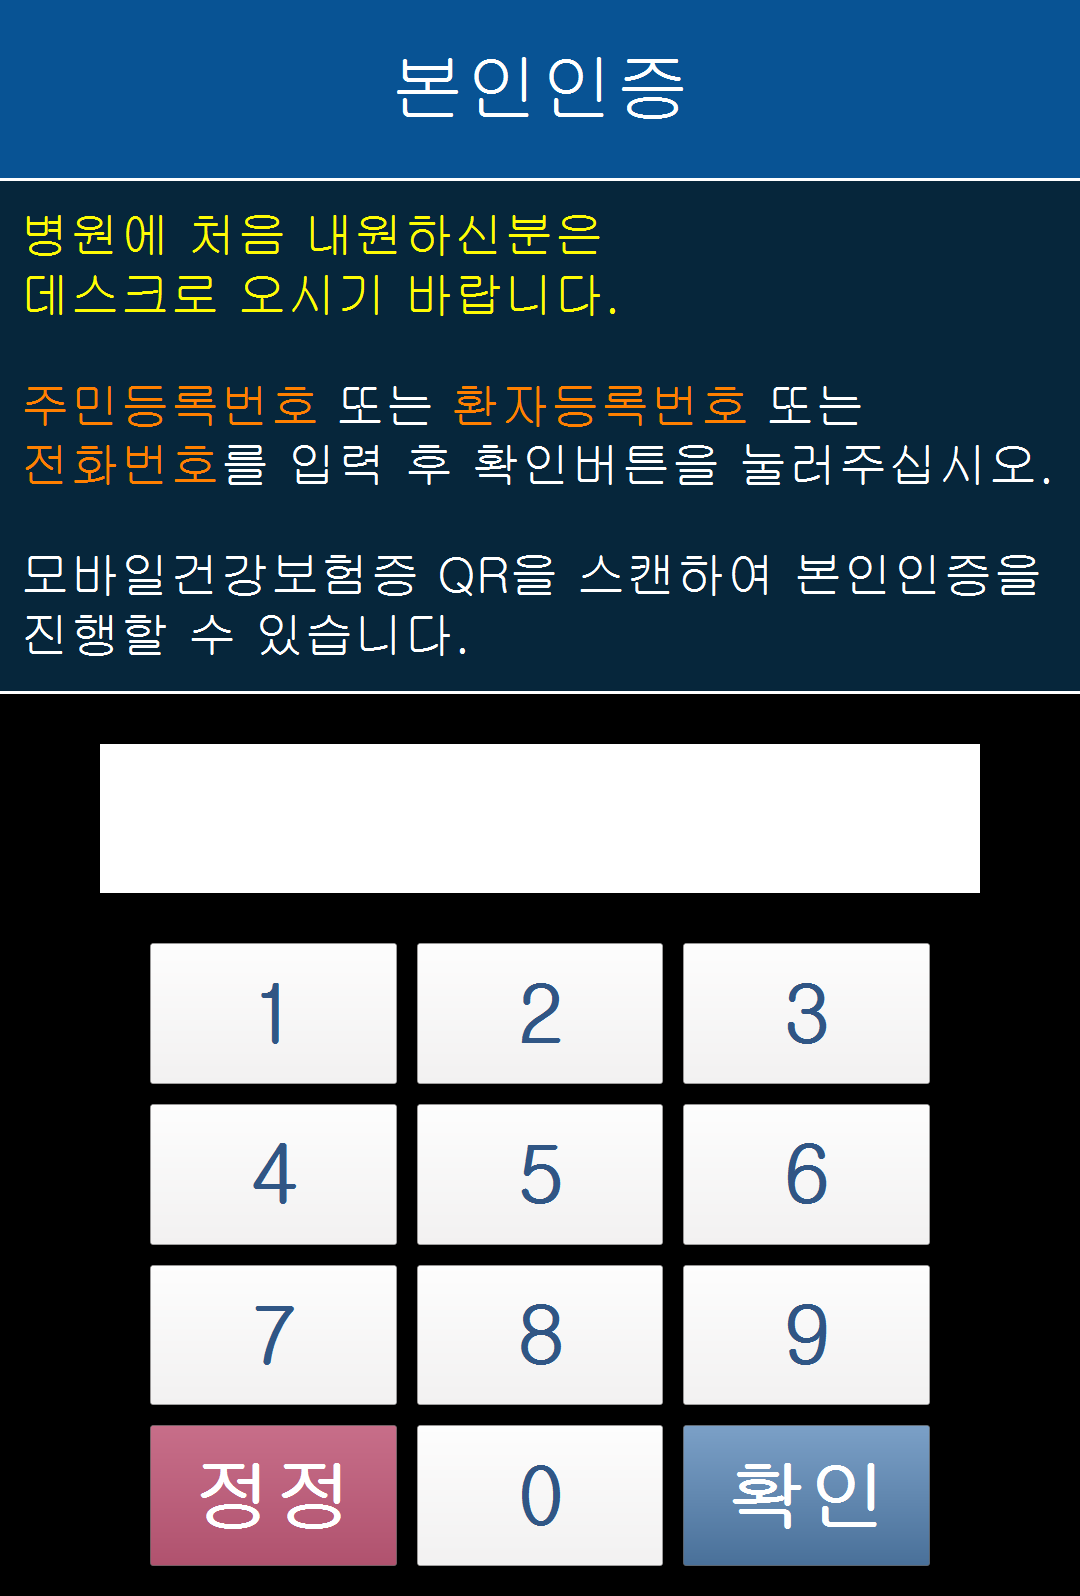 본인인증
병원에 처음 내원하신분은
데스크로 오시기 바랍니다.
주민등록번호 또는 환자등록번호 또는
전화번호를 입력 후 확인버튼을 눌러주십시오.
모바일건강보험증 QR을 스캔하여 본인인증을
진행할 수 있습니다.
1 2 3
4 5 6
7 8 9
정정 0 확인